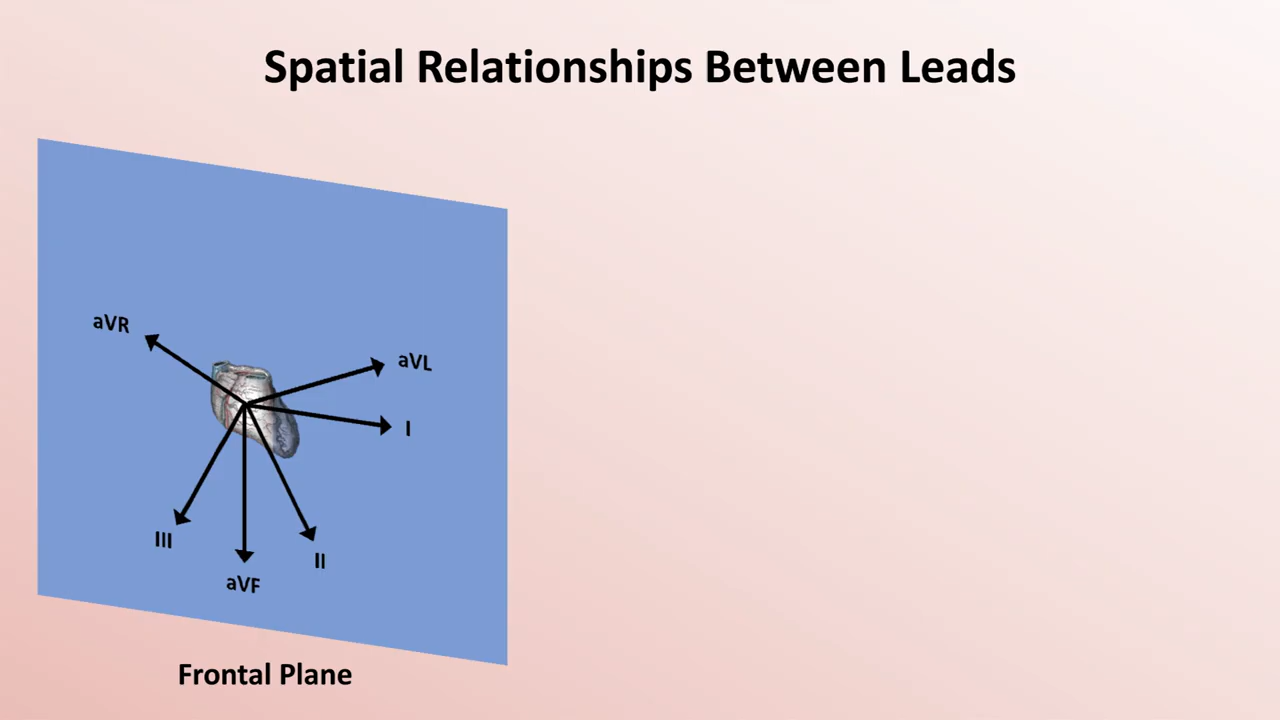 Spatial Relationships Between Leads
aVR
aVL
I
III
II
aVF
Frontal Plane